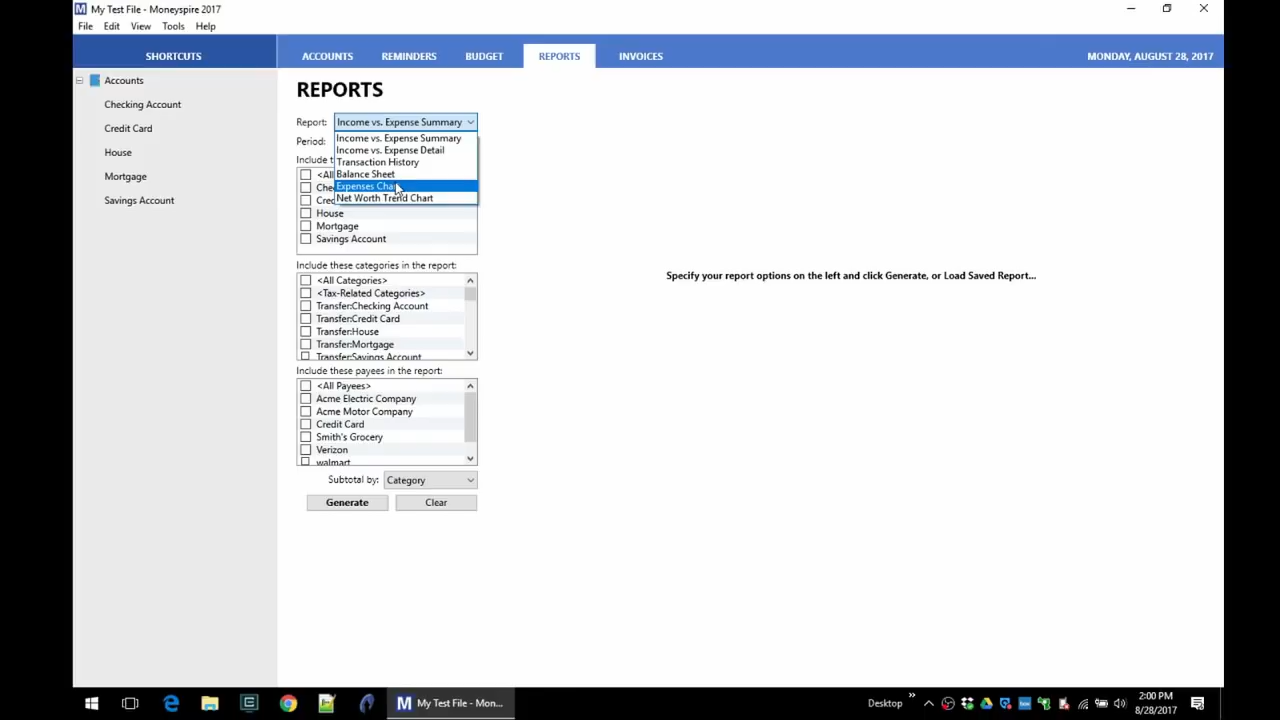 My Test File - Moneyspire 2017
File Edit View Tools Help
SHORTCUTS ACCOUNTS REMINDERS BUDGET REPORTS INVOICES MONDAY, AUGUST 28, 2017
Accounts
Checking Account
Credit Card
House
Mortgage
Savings Account
REPORTS
Report: Income vs. Expense Summary
Period:
Income vs. Expense Summary
Income vs. Expense Detail
Transaction History
Balance Sheet
Expenses
Net Worth Trend Chart
House
Mortgage
Savings Account
Include these categories in the report:
<All Categories>
<Tax-Related Categories>
Transfer:Checking Account
Transfer:Credit Card
Transfer:House
Transfer:Mortgage
Transfer:Savings Account
Include these payees in the report:
<All Payees>
Acme Electric Company
Acme Motor Company
Credit Card
Smith's Grocery
Verizon
walmart
Subtotal by: Category
Generate Clear
Specify your report options on the left and click Generate, or Load Saved Report...
M My Test File - Mon...
Desktop
2:00 PM
8/28/2017